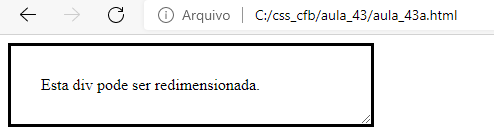 Arquivo | C:/css_cfb/aula_43/aula_43a.html
Esta div pode ser redimensionada.